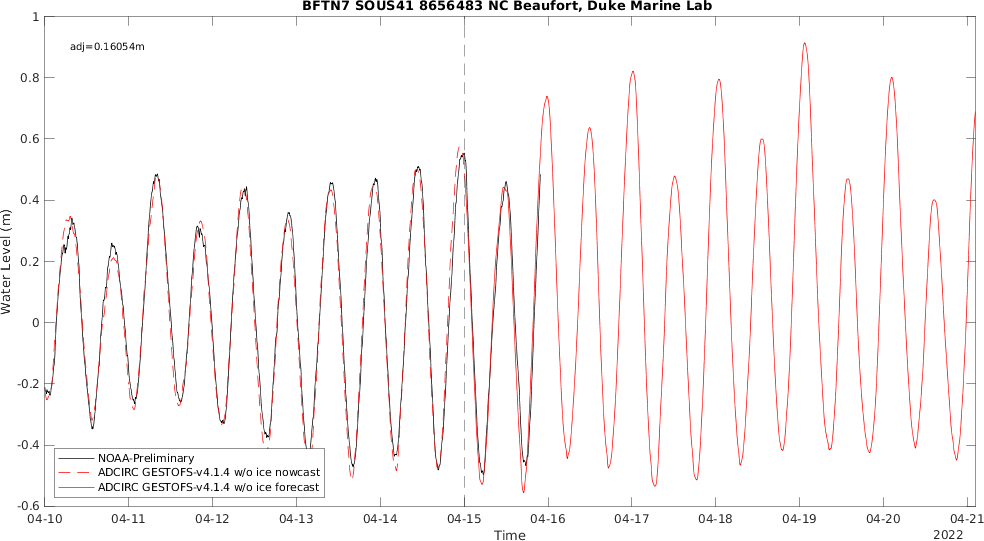 BFTN7 SOUS41 8656483 NC Beaufort, Duke Marine Lab
adj=0.16054m
1
0.8
0.6
0.4
0.2
0
-0.2
-0.4
-0.6
Water Level (m)
NOAA-Preliminary
ADCIRC GESTOFS-v4.1.4 w/o ice nowcast
ADCIRC GESTOFS-v4.1.4 w/o ice forecast
04-10 04-11 04-12 04-13 04-14 04-15 04-16 04-17 04-18 04-19 04-20 04-21
Time
2022